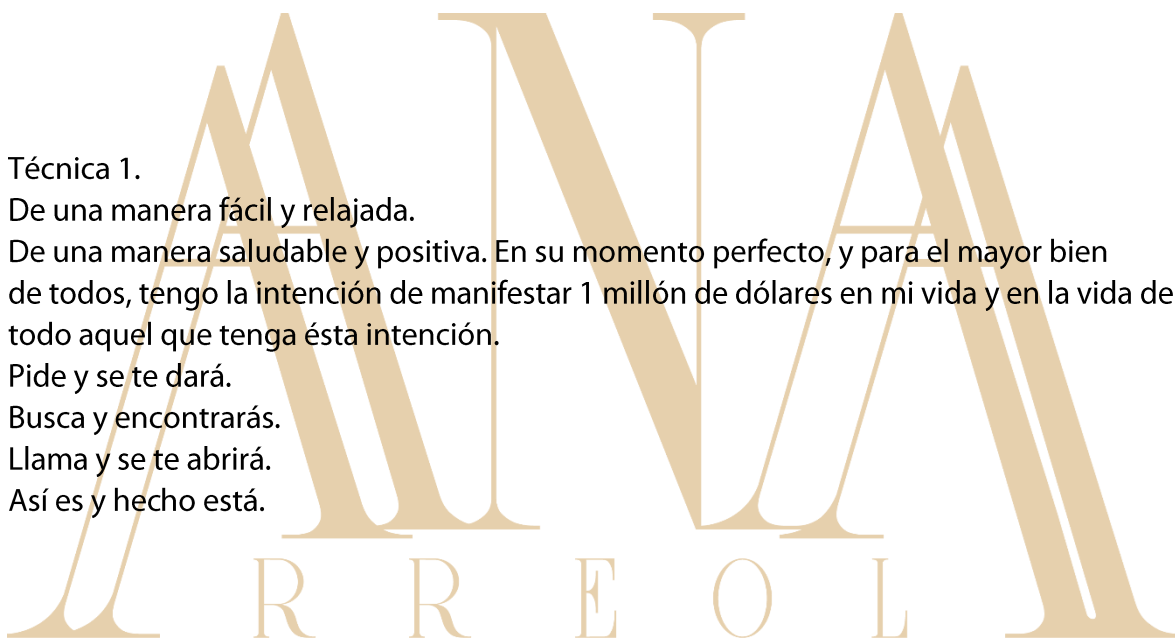 Técnica 1.
De una manera fácil y relajada.
De una manera saludable y positiva. En su momento perfecto, y para el mayor bien
de todos, tengo la intención de manifestar 1 millón de dólares en mi vida y en la vida de
todo aquel que tenga ésta intención.
Pide y se te dará.
Busca y encontrarás.
Llama y se te abrirá.
Así es y hecho está.
ANA
RREOL